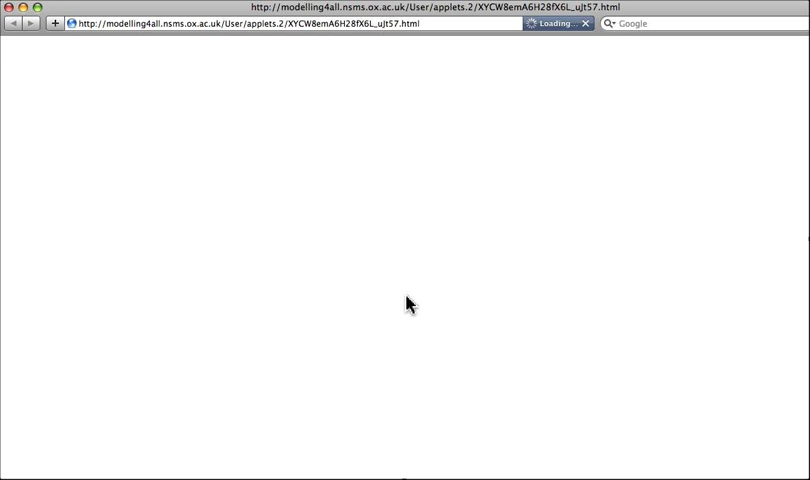 http://modelling4all.nsms.ox.ac.uk/User/applets.2/XYCW8emA6H28fX6L_uJt57.html
http://modelling4all.nsms.ox.ac.uk/User/applets.2/XYCW8emA6H28fX6L_uJt57.html Loading... Google